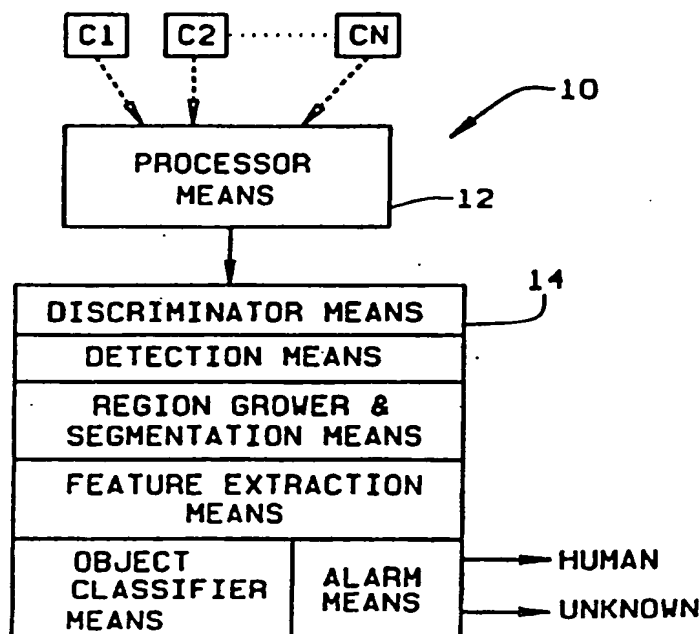 C1 C2 CN
10
PROCESSOR
MEANS
12
14
DISCRIMINATOR MEANS
DETECTION MEANS
REGION GROWER &
SEGMENTATION MEANS
FEATURE EXTRACTION
MEANS
OBJECT
CLASSIFIER
MEANS
ALARM
MEANS
HUMAN
UNKNOWN